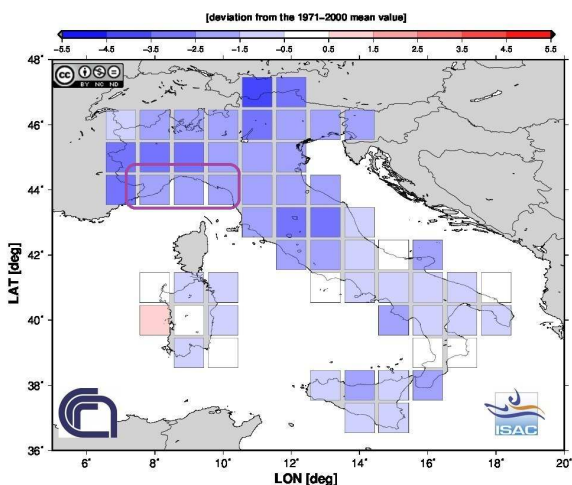 [deviation from the 1971−2000 mean value]
−5.5 −4.5 −3.5 −2.5 −1.5 −0.5 0.5 1.5 2.5 3.5 4.5 5.5
48˚
cc
BY NC ND
46˚
44˚
42˚
LAT [deg]
40˚
38˚
ISAC
36˚
6˚ 8˚ 10˚ 12˚ 14˚ 16˚ 18˚ 20˚
LON [deg]